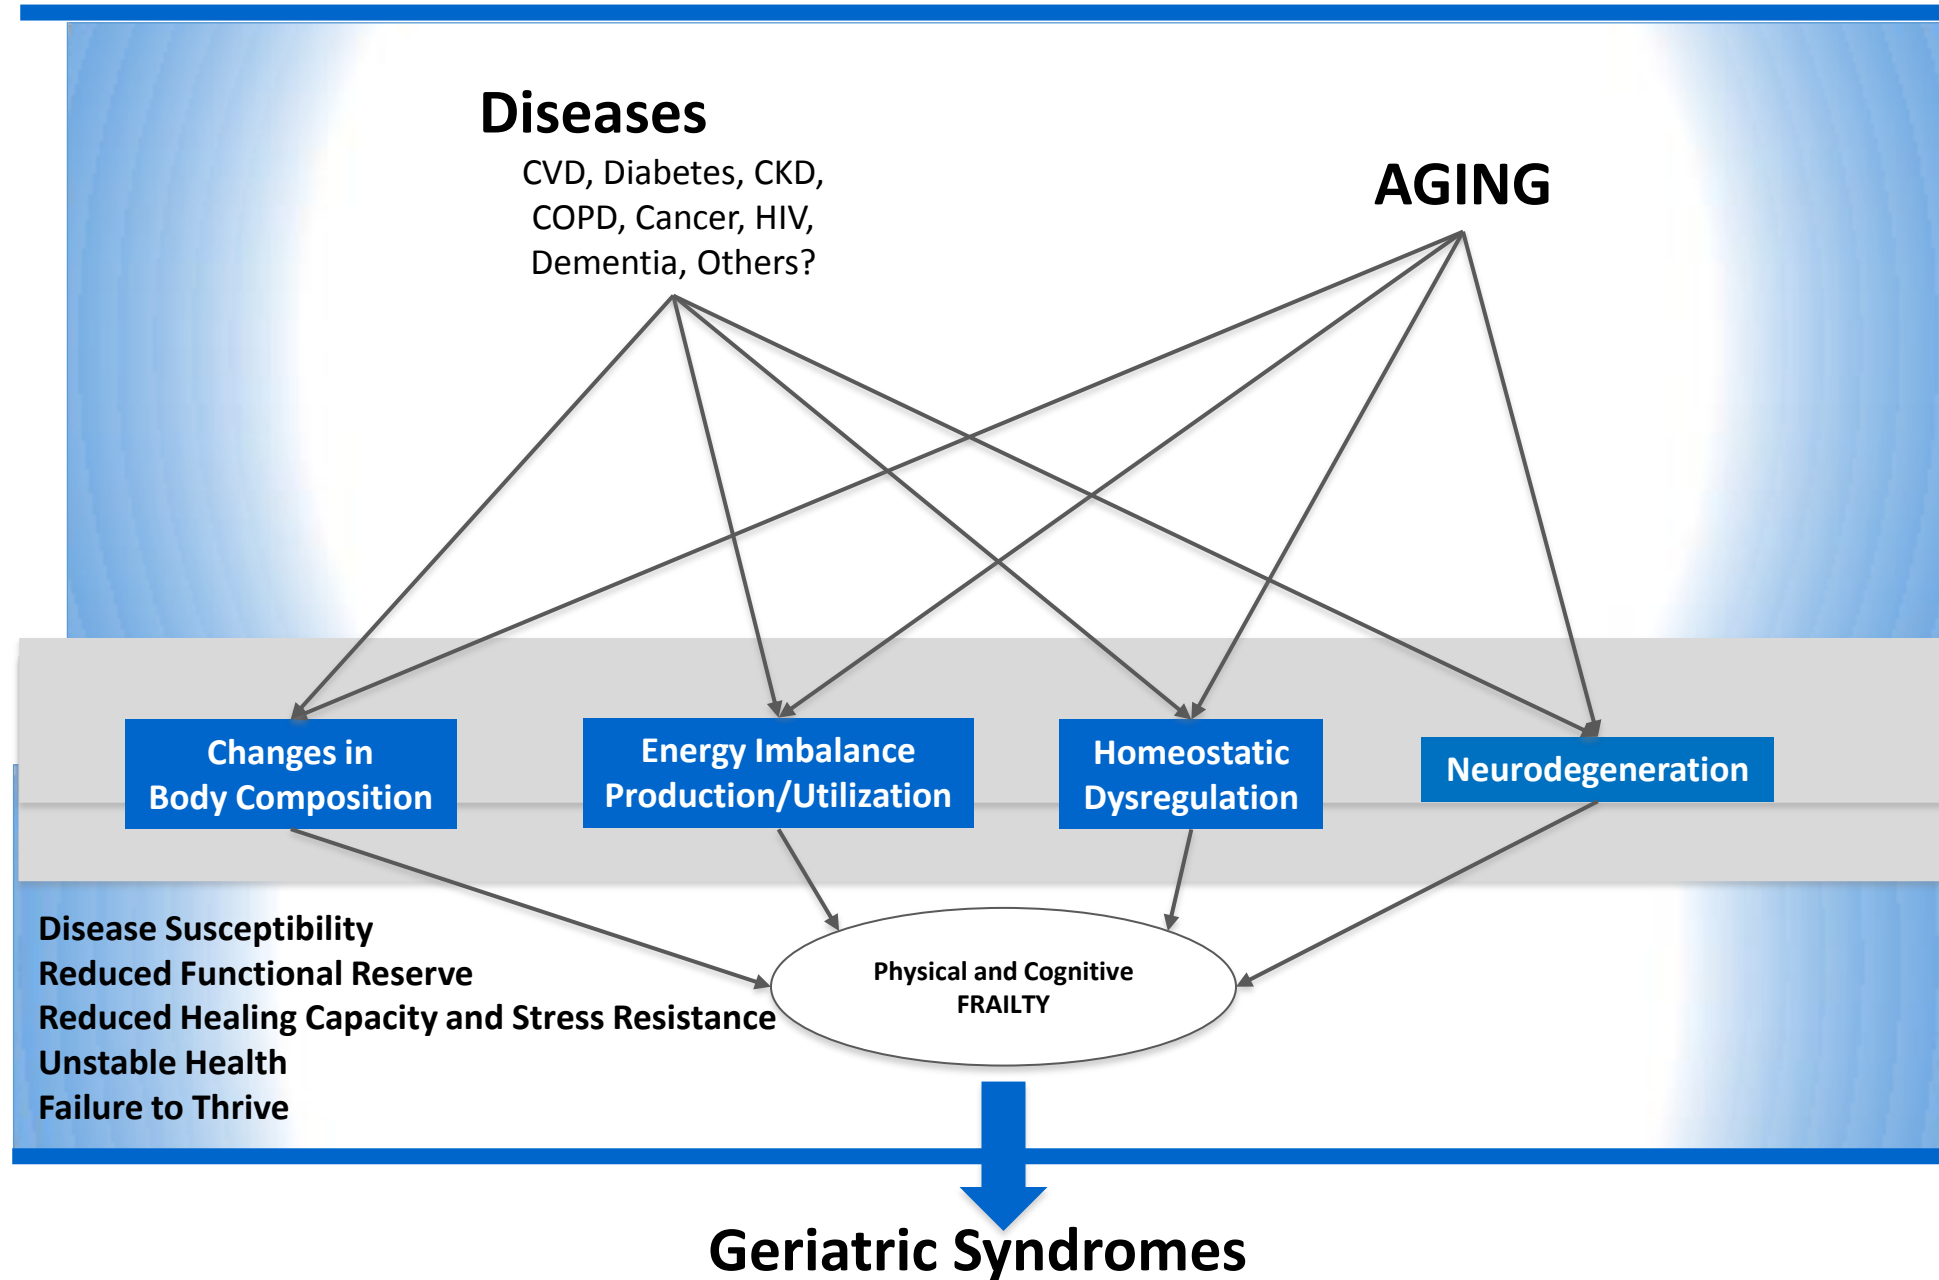 Diseases
CVD, Diabetes, CKD,
COPD, Cancer, HIV,
Dementia, Others?
AGING
Changes in
Body Composition
Energy Imbalance
Production/Utilization
Homeostatic
Dysregulation
Neurodegeneration
Disease Susceptibility
Reduced Functional Reserve
Reduced Healing Capacity and Stress Resistance
Unstable Health
Failure to Thrive
Physical and Cognitive
FRAILTY
Geriatric Syndromes